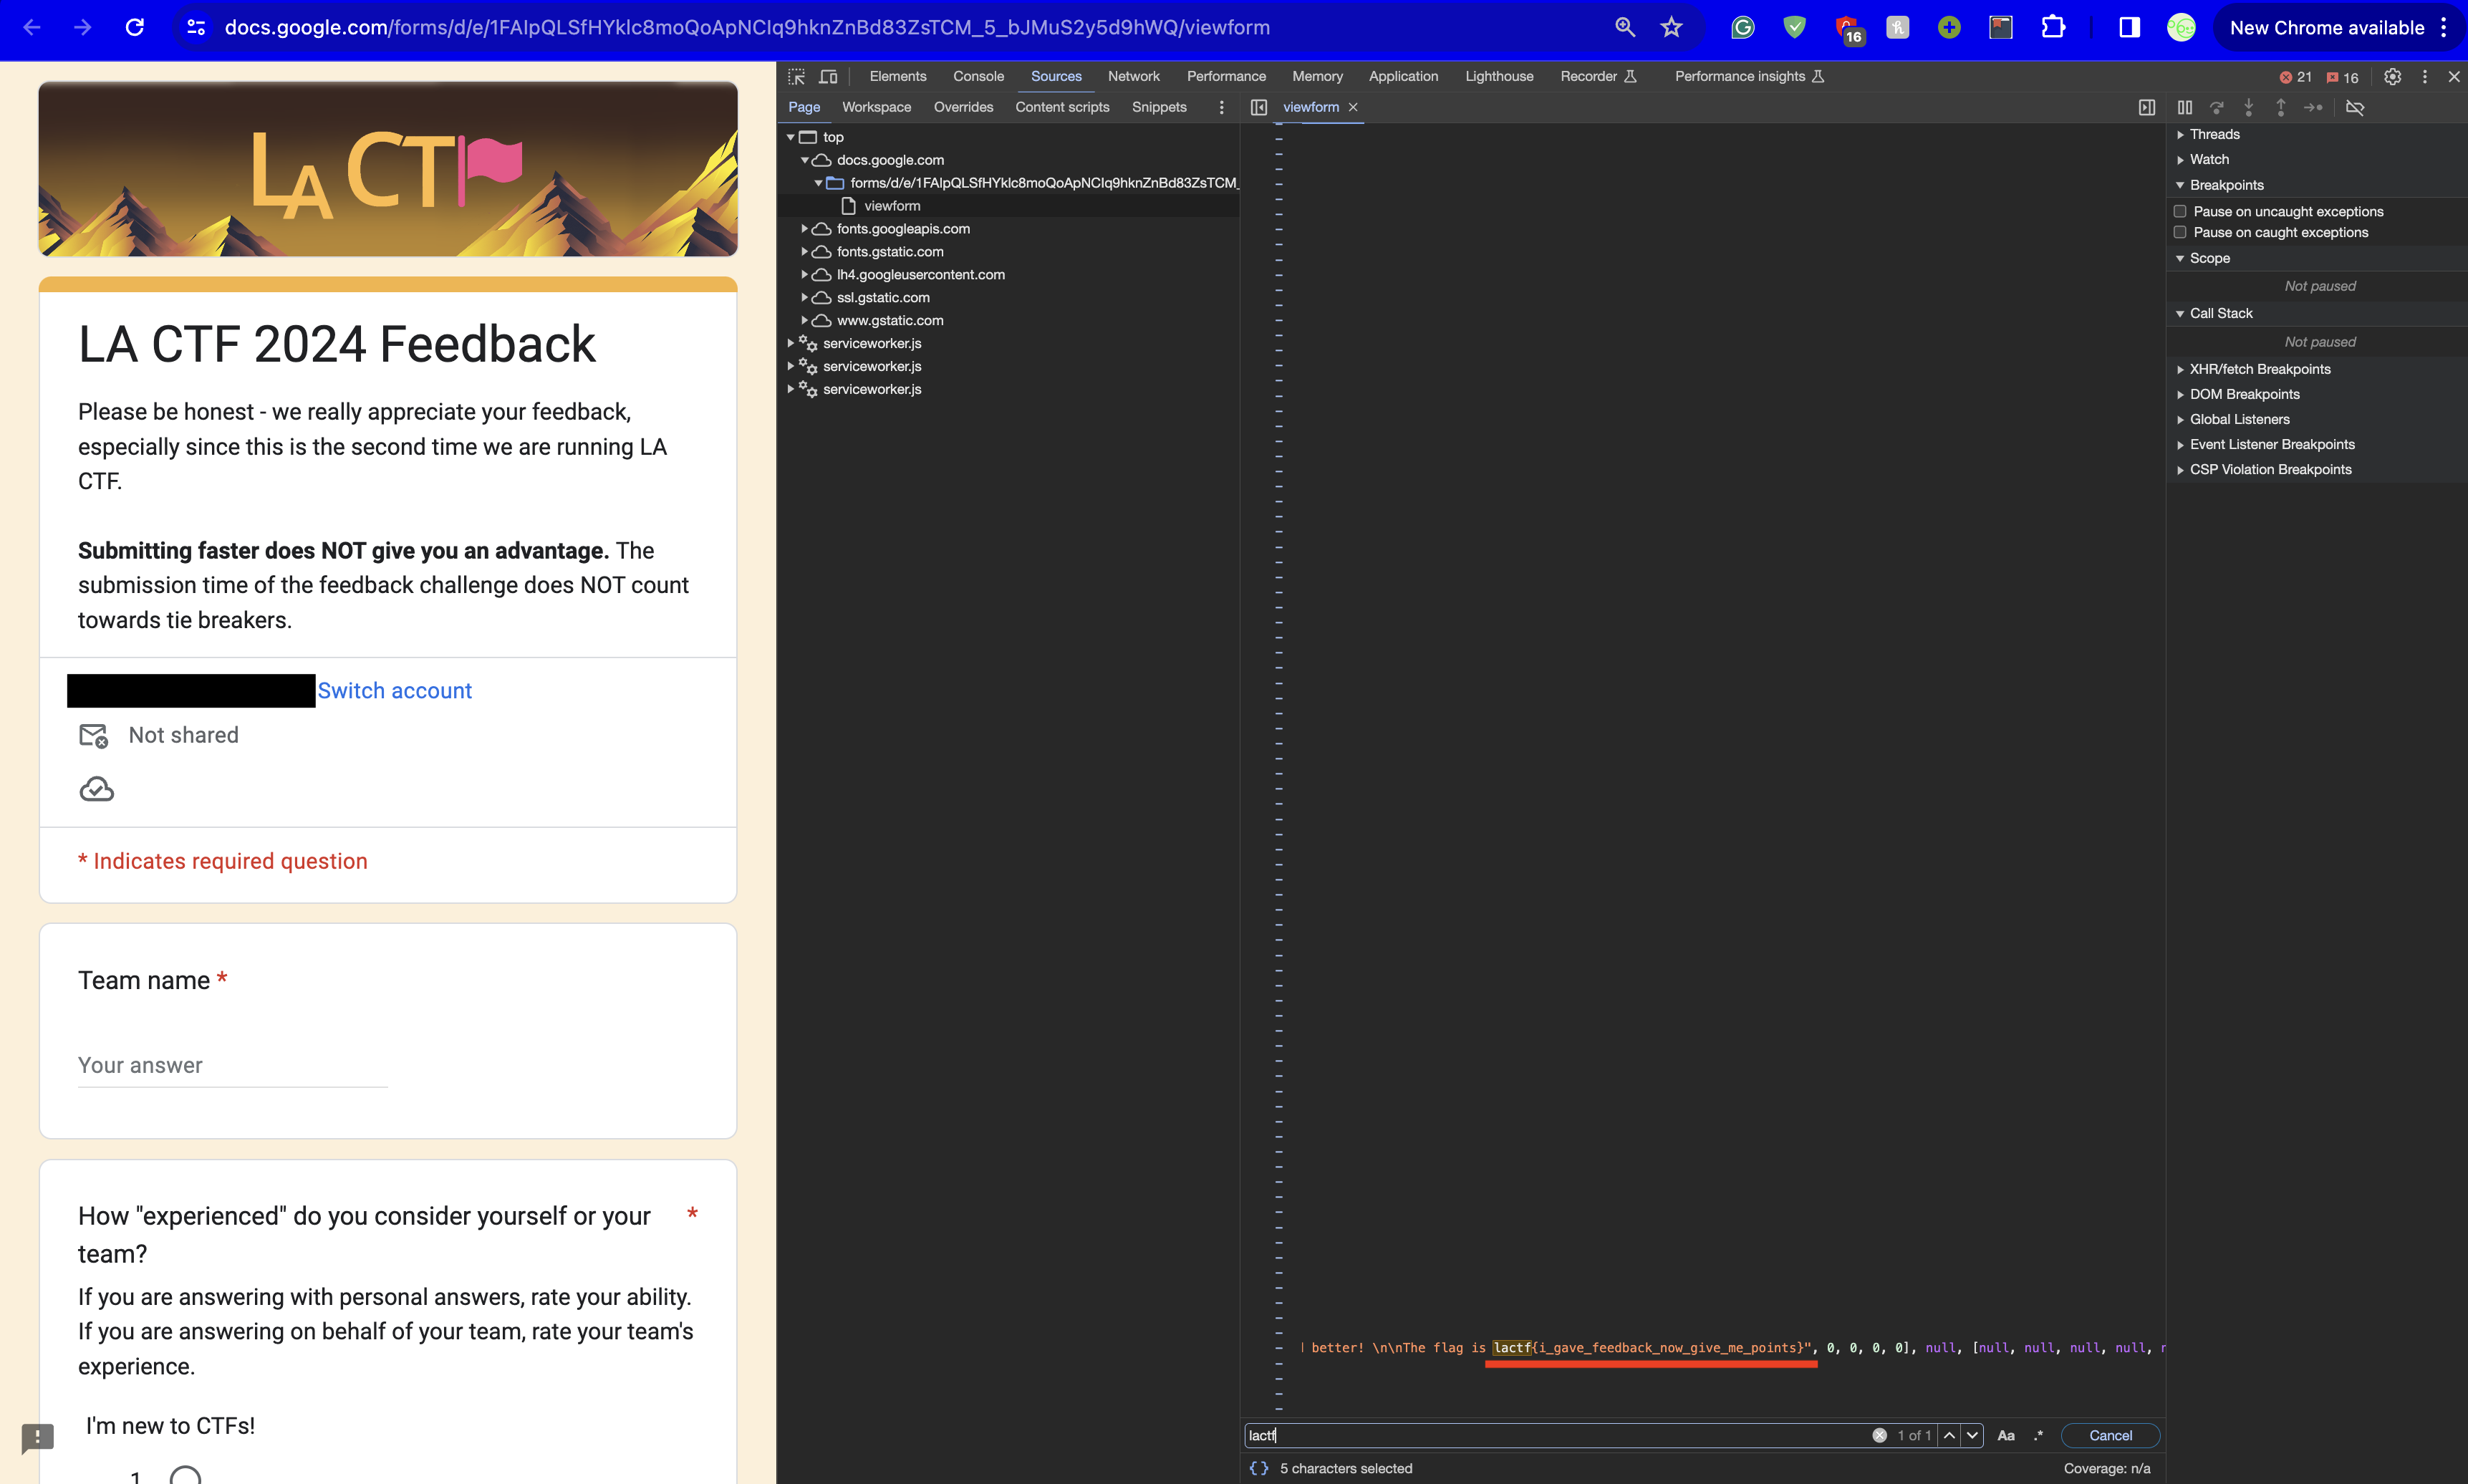 docs.google.com/forms/d/e/1FAIpQLSfHYklc8moQoApNCIq9hknZnBd83ZsTCM_5_bJMuS2y5d9hWQ/viewform
16
New Chrome available
LA CT
LA CTF 2024 Feedback
Please be honest - we really appreciate your feedback,
especially since this is the second time we are running LA
CTF.
Submitting faster does NOT give you an advantage. The
submission time of the feedback challenge does NOT count
towards tie breakers.
Switch account
Not shared
* Indicates required question
Team name *
Your answer
How "experienced" do you consider yourself or your *
team?
If you are answering with personal answers, rate your ability.
If you are answering on behalf of your team, rate your team's
experience.
I'm new to CTFs!
1
Elements Console Sources Network Performance Memory Application Lighthouse Recorder Performance insights 21 16
Page Workspace Overrides Content scripts Snippets
viewform
top
docs.google.com
forms/d/e/1FAIpQLSfHYklc8moQoApNCIq9hknZnBd83ZsTCM_
viewform
fonts.googleapis.com
fonts.gstatic.com
lh4.googleusercontent.com
ssl.gstatic.com
www.gstatic.com
serviceworker.js
serviceworker.js
serviceworker.js
better! \n\nThe flag is lactf{i_gave_feedback_now_give_me_points}", 0, 0, 0, 0], null, [null, null, null, null,
lactf 1 of 1 Aa .* Cancel
{} 5 characters selected Coverage: n/a
Threads
Watch
Breakpoints
Pause on uncaught exceptions
Pause on caught exceptions
Scope
Not paused
Call Stack
Not paused
XHR/fetch Breakpoints
DOM Breakpoints
Global Listeners
Event Listener Breakpoints
CSP Violation Breakpoints